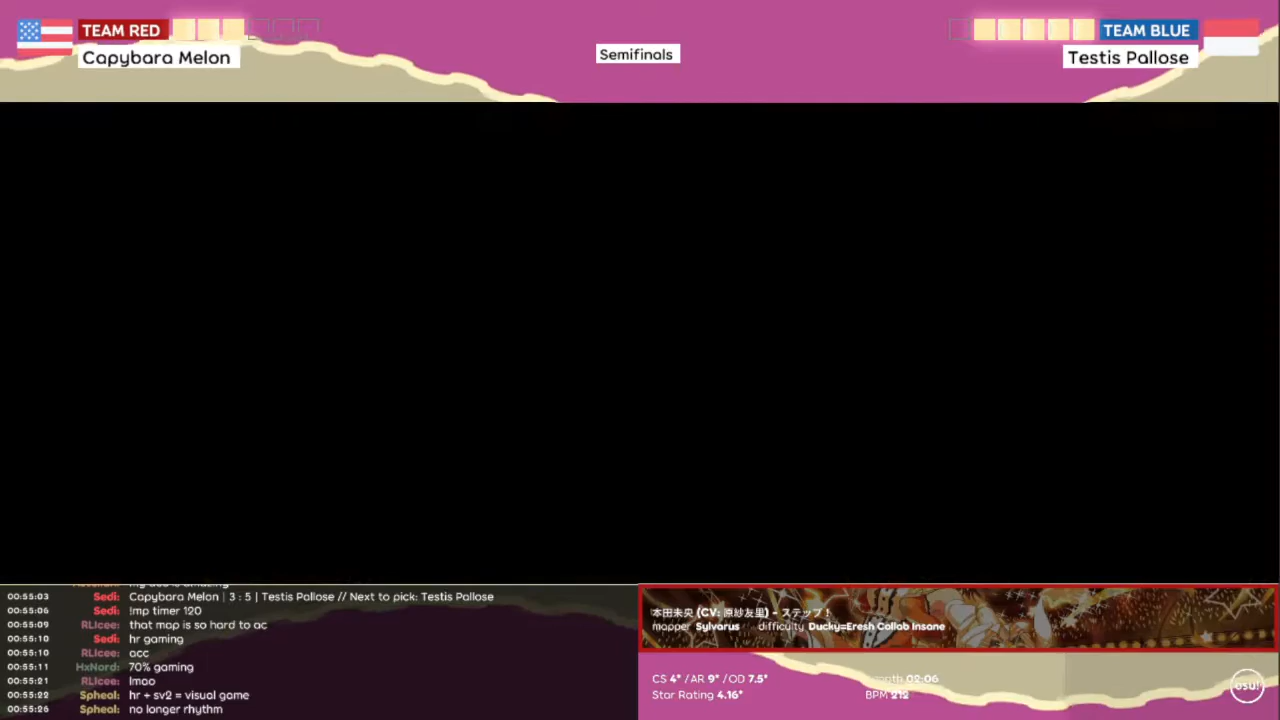 TEAM RED
Capybara Melon
Semifinals
TEAM BLUE
Testis Pallose
00:55:03 Sedi: Capybara Melon | 3 : 5 | Testis Pallose // Next to pick: Testis Pallose
00:55:06 Sedi: !mp timer 120
00:55:09 RLIcee: that map is so hard to ac
00:55:10 Sedi: hr gaming
00:55:10 RLIcee: acc
00:55:11 HxNord: 70% gaming
00:55:21 RLIcee: lmao
00:55:22 Spheal: hr + sv2 = visual game
00:55:26 Spheal: no longer rhythm
本田未央 (CV: 原紗友里) - ステップ！
mapper Sylvarus difficulty Ducky=Eresh Collab Insane
CS 4* / AR 9* / OD 7.5*
Star Rating 4.16*
Length 02:06
BPM 212
osu!